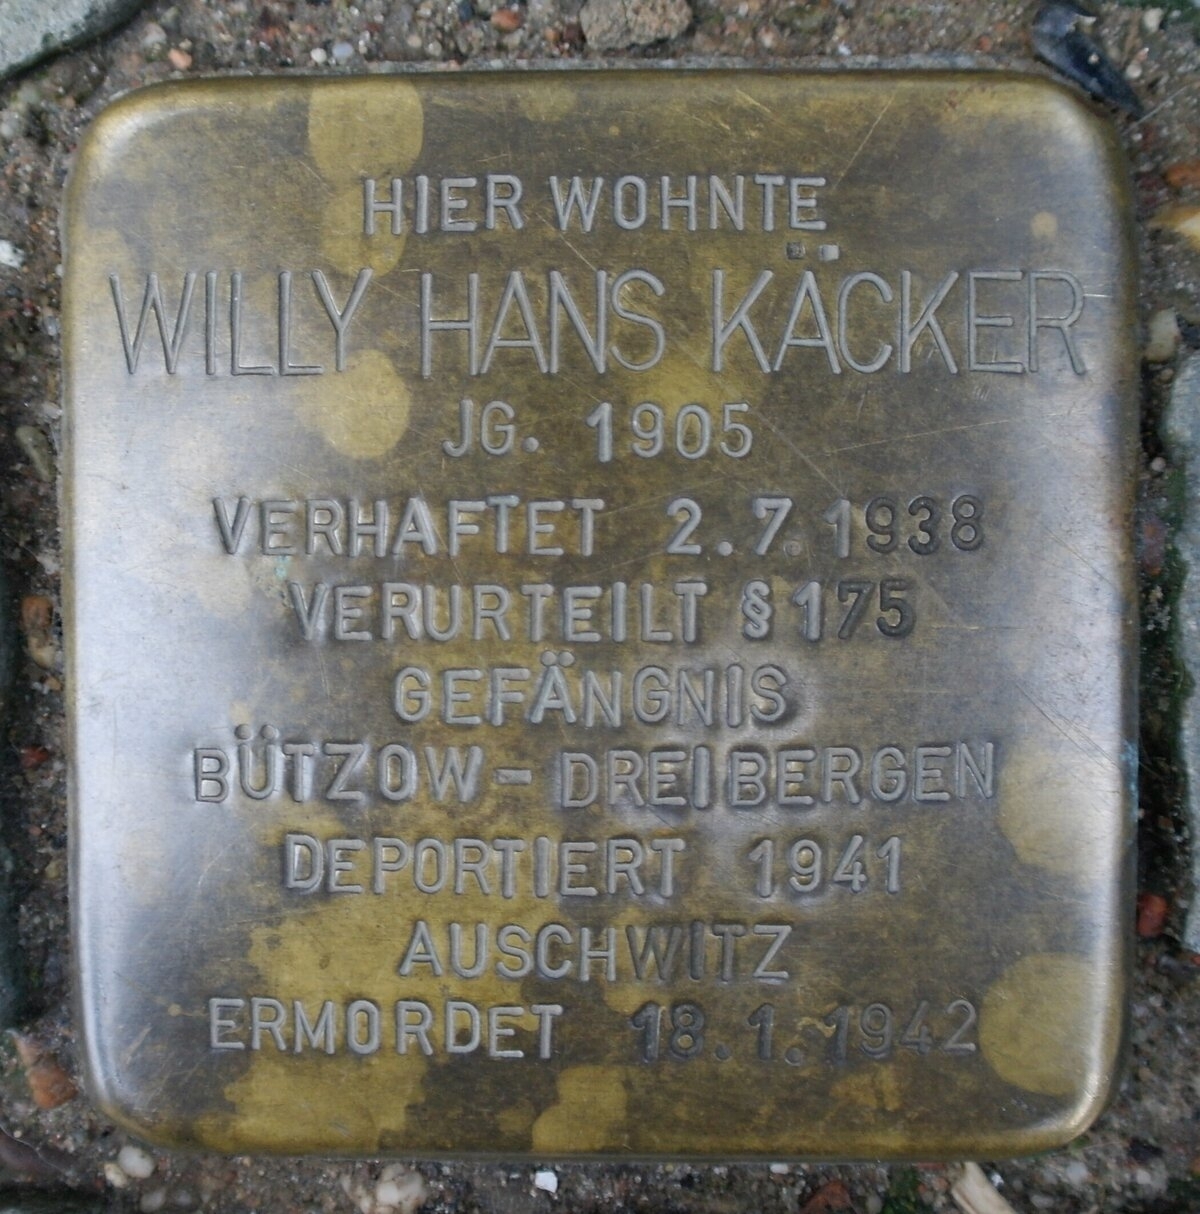 HIER WOHNTE
WILLY HANS KÄCKER
JG. 1905
VERHAFTET 2.7.1938
VERURTEILT §175
GEFÄNGNIS
BÜTZOW-DREIBERGEN
DEPORTIERT 1941
AUSCHWITZ
ERMORDET 18.1.1942